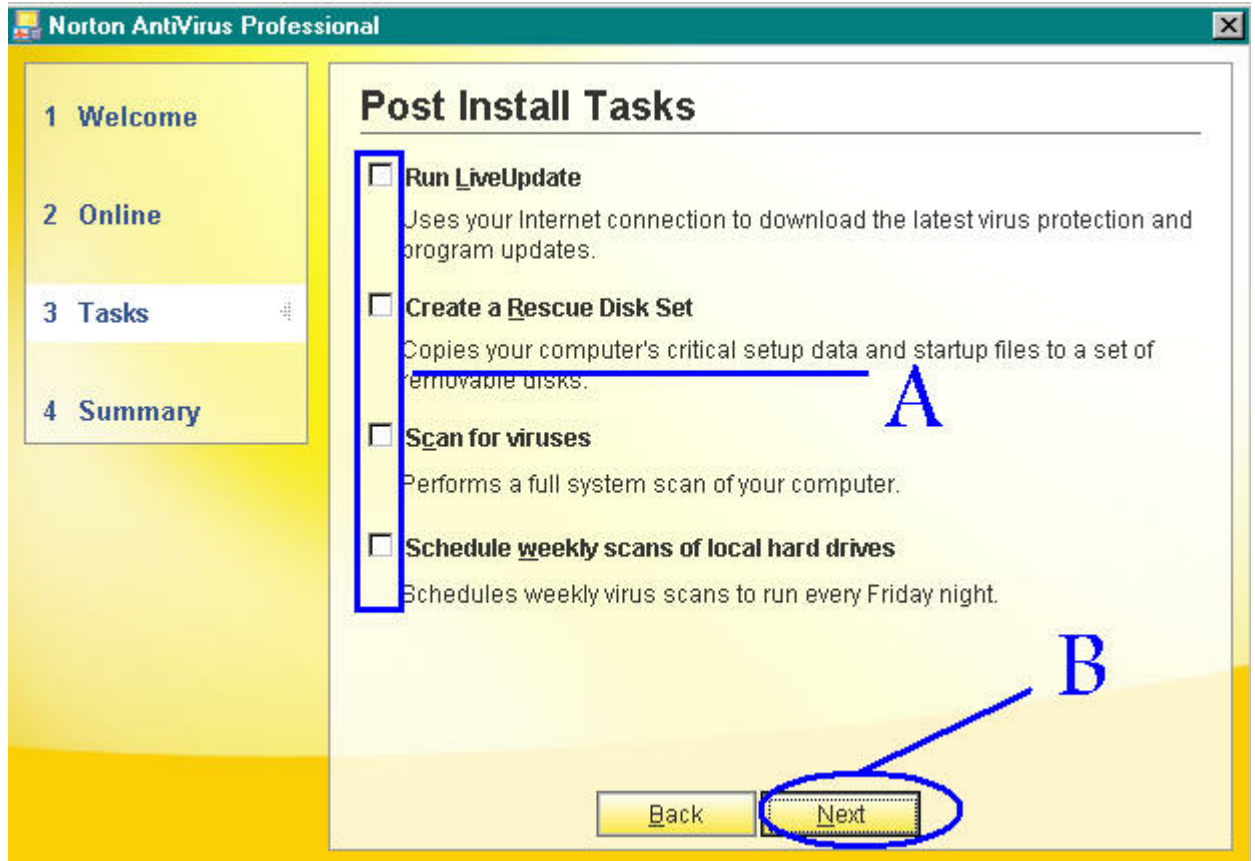 Norton AntiVirus Professional
1 Welcome
2 Online
3 Tasks
4 Summary
Post Install Tasks
Run LiveUpdate
Uses your Internet connection to download the latest virus protection and
program updates.
Create a Rescue Disk Set
Copies your computer's critical setup data and startup files to a set of
removable disks.
A
Scan for viruses
Performs a full system scan of your computer.
Schedule weekly scans of local hard drives
Schedules weekly virus scans to run every Friday night.
B
Back
Next